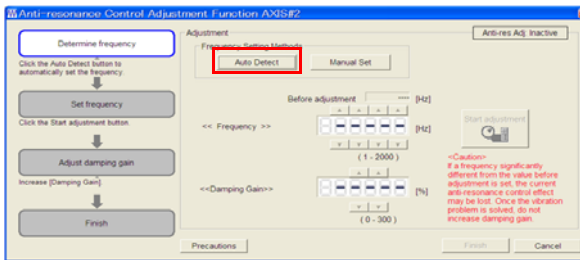 Anti-resonance Control Adjustment Function AXIS#2
Determine frequency
Click the Auto Detect button to
automatically set the frequency.
Set frequency
Click the Start adjustment button.
Adjust damping gain
Increase [Damping Gain].
Finish
Adjustment
Anti-res Adj: Inactive
Frequency Setting Methods
Auto Detect
Manual Set
Before adjustment
---- [Hz]
<< Frequency >>
[Hz]
( 1 - 2000 )
<<Damping Gain>>
[%]
( 0 - 300 )
Start adjustment
<Caution>
If a frequency significantly
different from the value before
adjustment is set, the current
anti-resonance control effect
may be lost. Once the vibration
problem is solved, do not
increase damping gain.
Precautions
Finish
Cancel